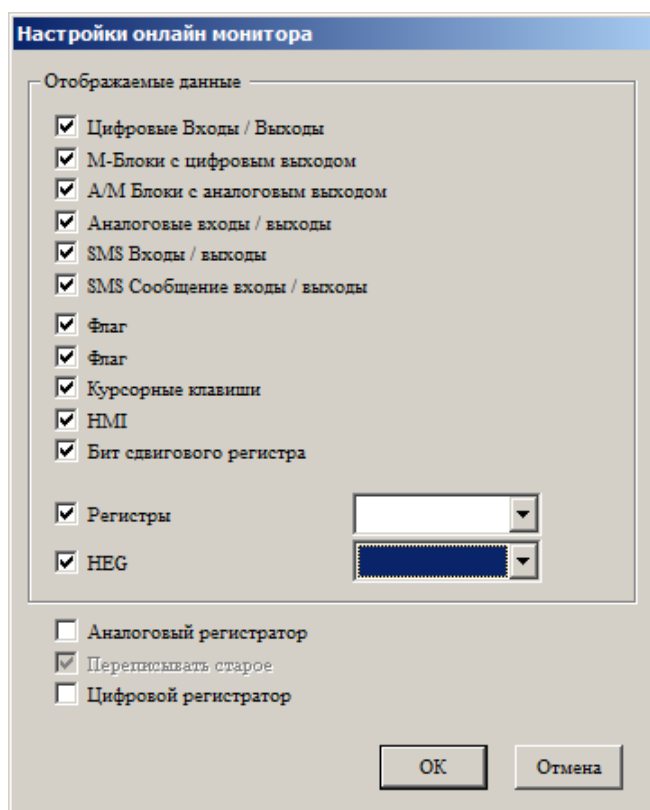 Настройки онлайн монитора
Отображаемые данные
Цифровые Входы / Выходы
М-Блоки с цифровым выходом
А/М Блоки с аналоговым выходом
Аналоговые входы / выходы
SMS Входы / выходы
SMS Сообщение входы / выходы
Флаг
Флаг
Курсорные клавиши
HMI
Бит сдвигового регистра
Регистры
HEG
Аналоговый регистратор
Переписывать старое
Цифровой регистратор
OK Отмена